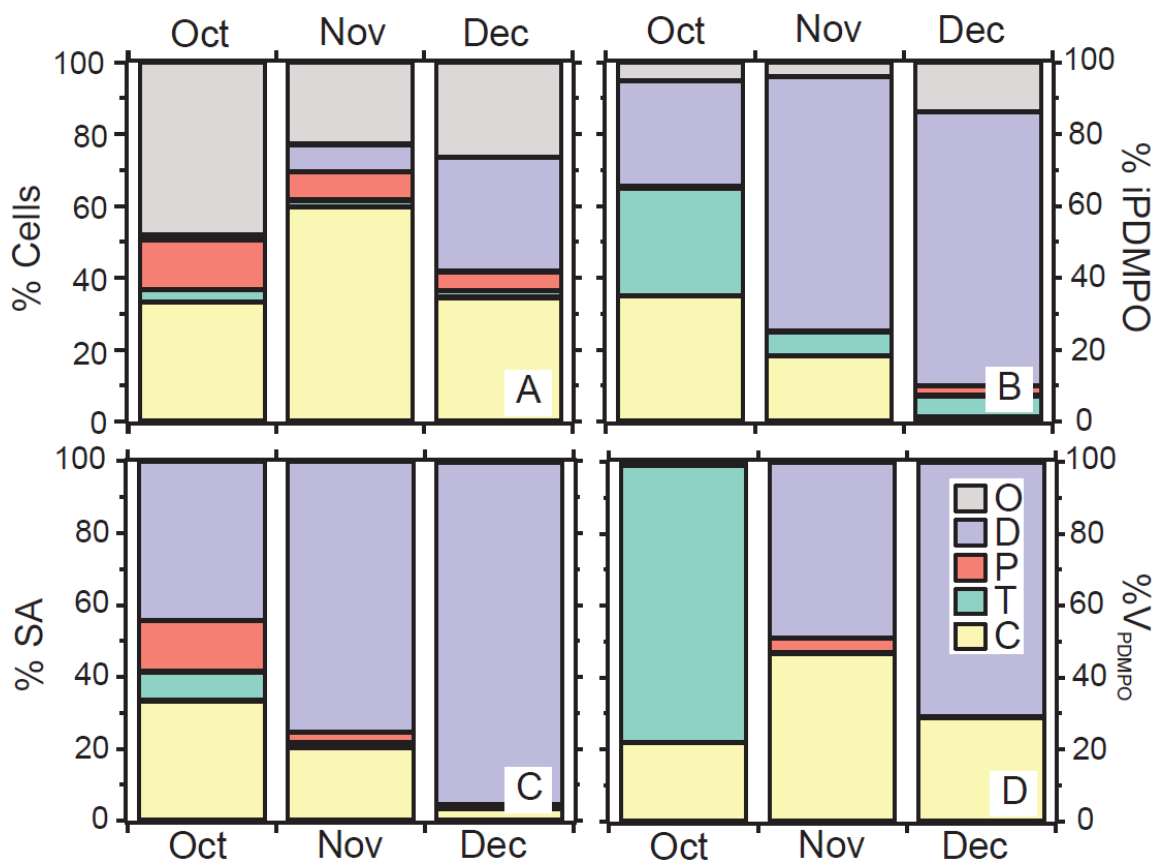 Oct Nov Dec Oct Nov Dec
100 100
80 80
60 60
40 40
20 20
0 0
% Cells
% iPDMPO
A B
100 100
80 80
60 60
40 40
20 20
0 0
% SA
%V PDMPO
O
D
P
T
C
C D
Oct Nov Dec Oct Nov Dec